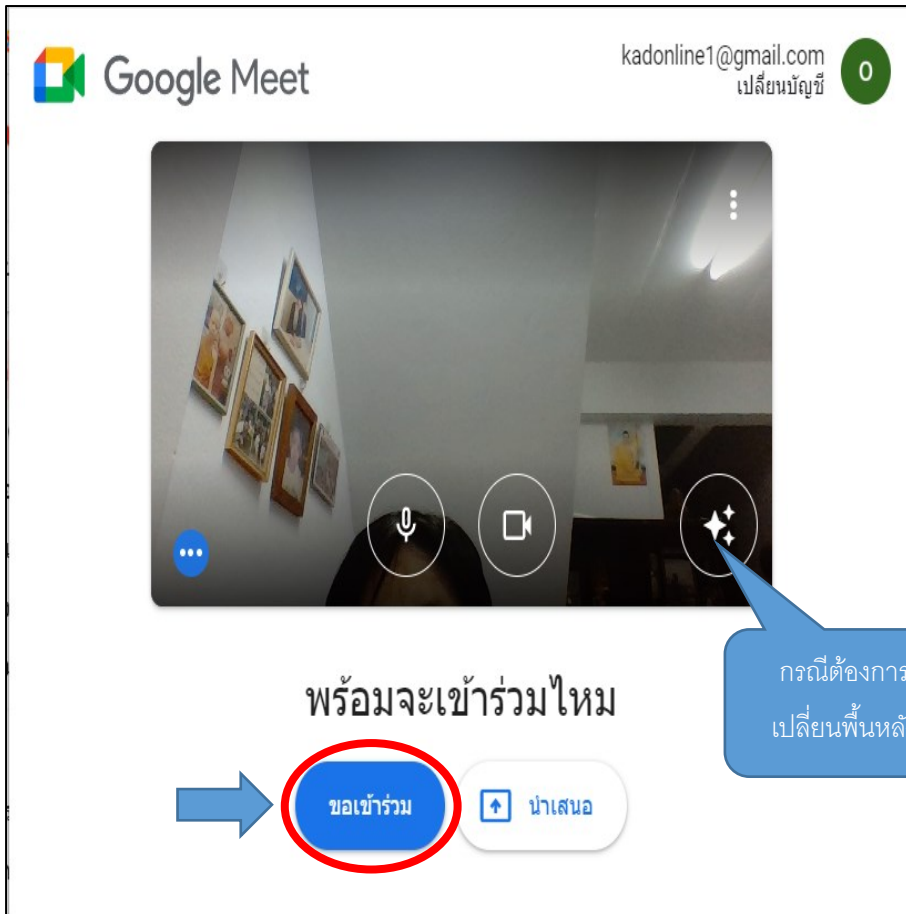 Google Meet
kadonline1@gmail.com
เปลี่ยนบัญชี
O
พร้อมจะเข้าร่วมไหม
กรณีต้องการ
เปลี่ยนพื้นหลั
ขอเข้าร่วม
นำเสนอ